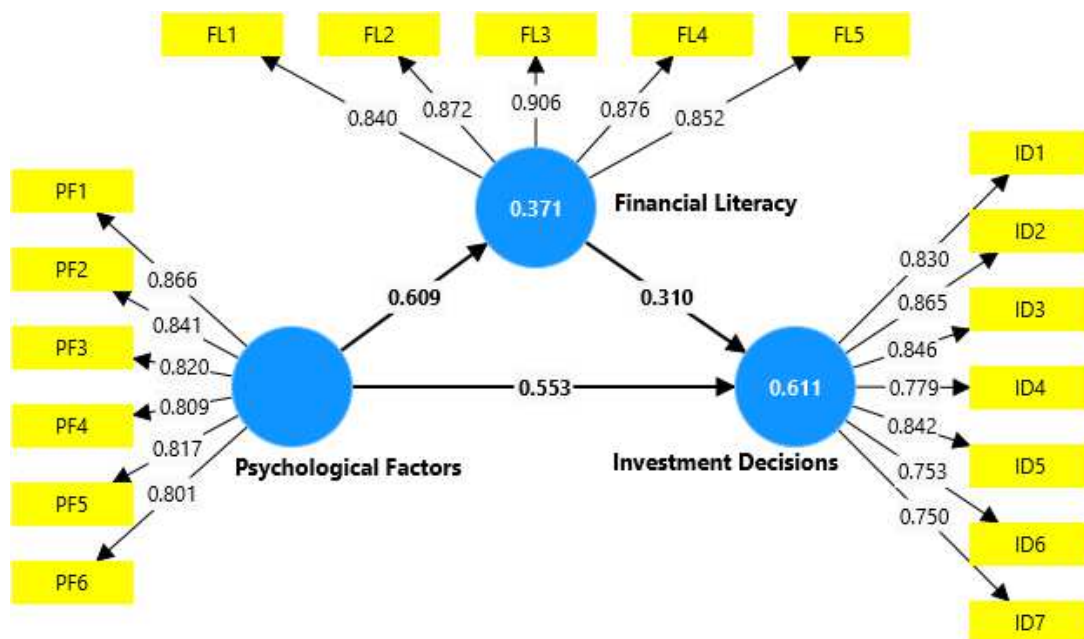 FL1 FL2 FL3 FL4 FL5
0.840 0.872 0.906 0.876 0.852
0.371
Financial Literacy
PF1
PF2
PF3
PF4
PF5
PF6
0.866
0.841
0.820
0.809
0.817
0.801
Psychological Factors
0.609
0.310
0.553
0.611
Investment Decisions
0.830
0.865
0.846
0.779
0.842
0.753
0.750
ID1
ID2
ID3
ID4
ID5
ID6
ID7